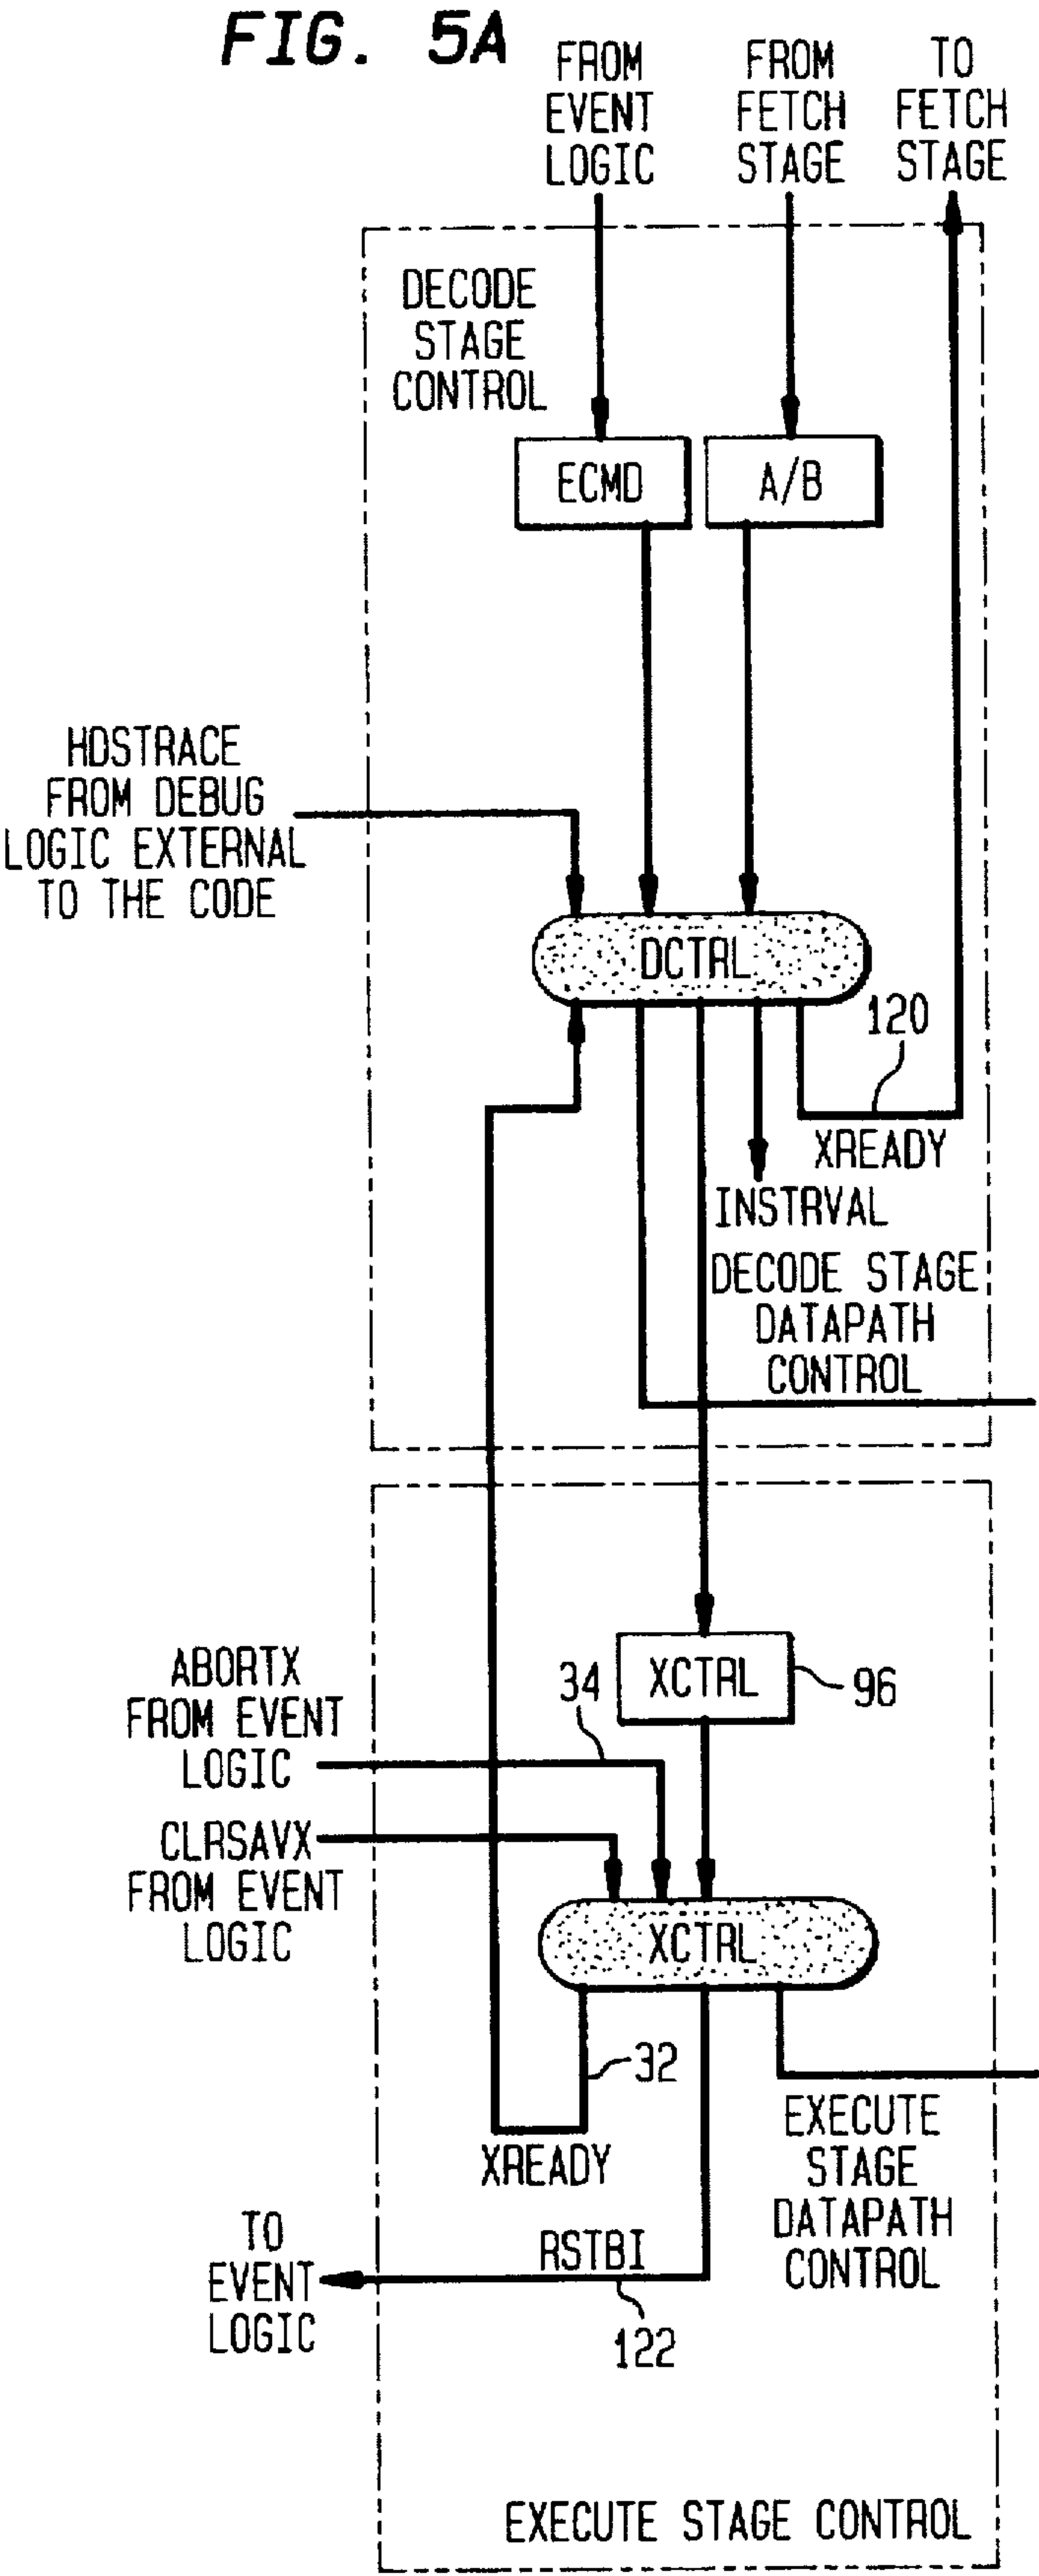 FIG. 5A
FROM
EVENT
LOGIC
FROM
FETCH
STAGE
TO
FETCH
STAGE
DECODE
STAGE
CONTROL
ECMD
A/B
HDSTRACE
FROM DEBUG
LOGIC EXTERNAL
TO THE CODE
DCTRL
120
XREADY
INSTRVAL
DECODE STAGE
DATAPATH
CONTROL
ABORTX
FROM EVENT
LOGIC
34
XCTRL
96
CLRSAVX
FROM EVENT
LOGIC
XCTRL
32
XREADY
EXECUTE
STAGE
DATAPATH
CONTROL
TO
EVENT
LOGIC
RSTBI
122
EXECUTE STAGE CONTROL